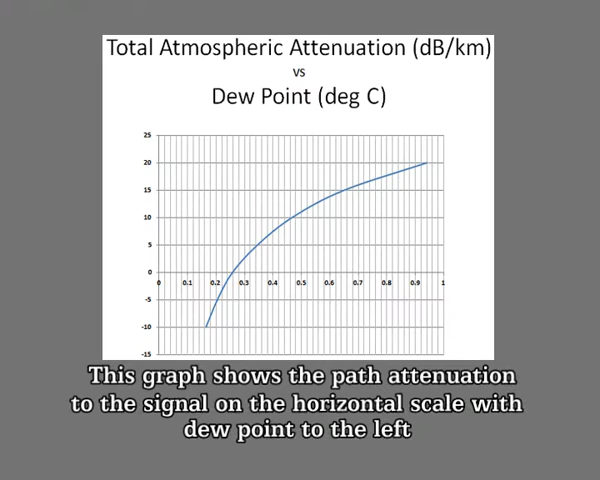 Total Atmospheric Attenuation (dB/km)
vs
Dew Point (deg C)
25
20
15
10
5
0
0 0.1 0.2 0.3 0.4 0.5 0.6 0.7 0.8 0.9 1
-5
-10
-15
This graph shows the path attenuation
to the signal on the horizontal scale with
dew point to the left